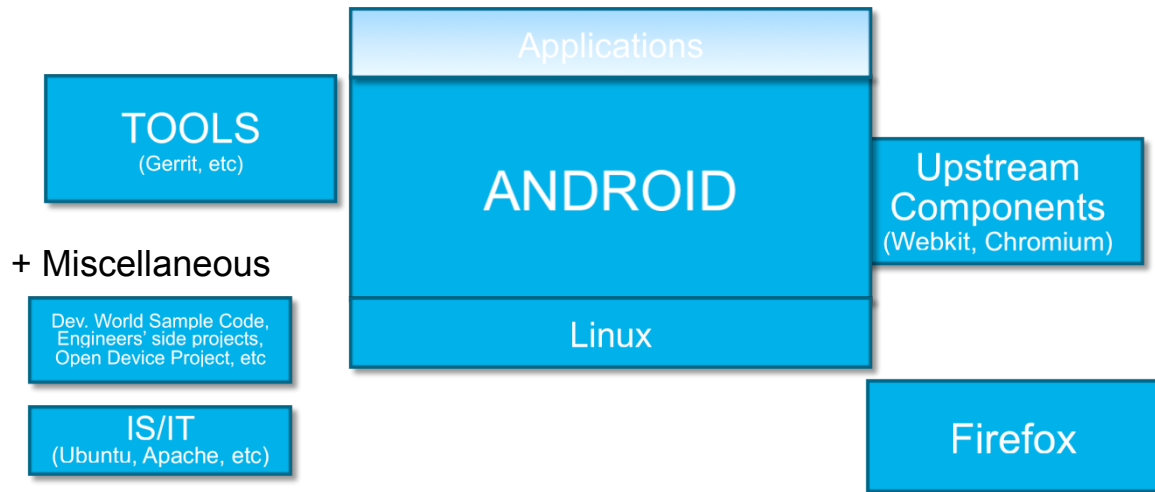 Applications
TOOLS
(Gerrit, etc)
ANDROID
Upstream
Components
(Webkit, Chromium)
+ Miscellaneous
Dev. World Sample Code,
Engineers' side projects,
Open Device Project, etc
Linux
IS/IT
(Ubuntu, Apache, etc)
Firefox